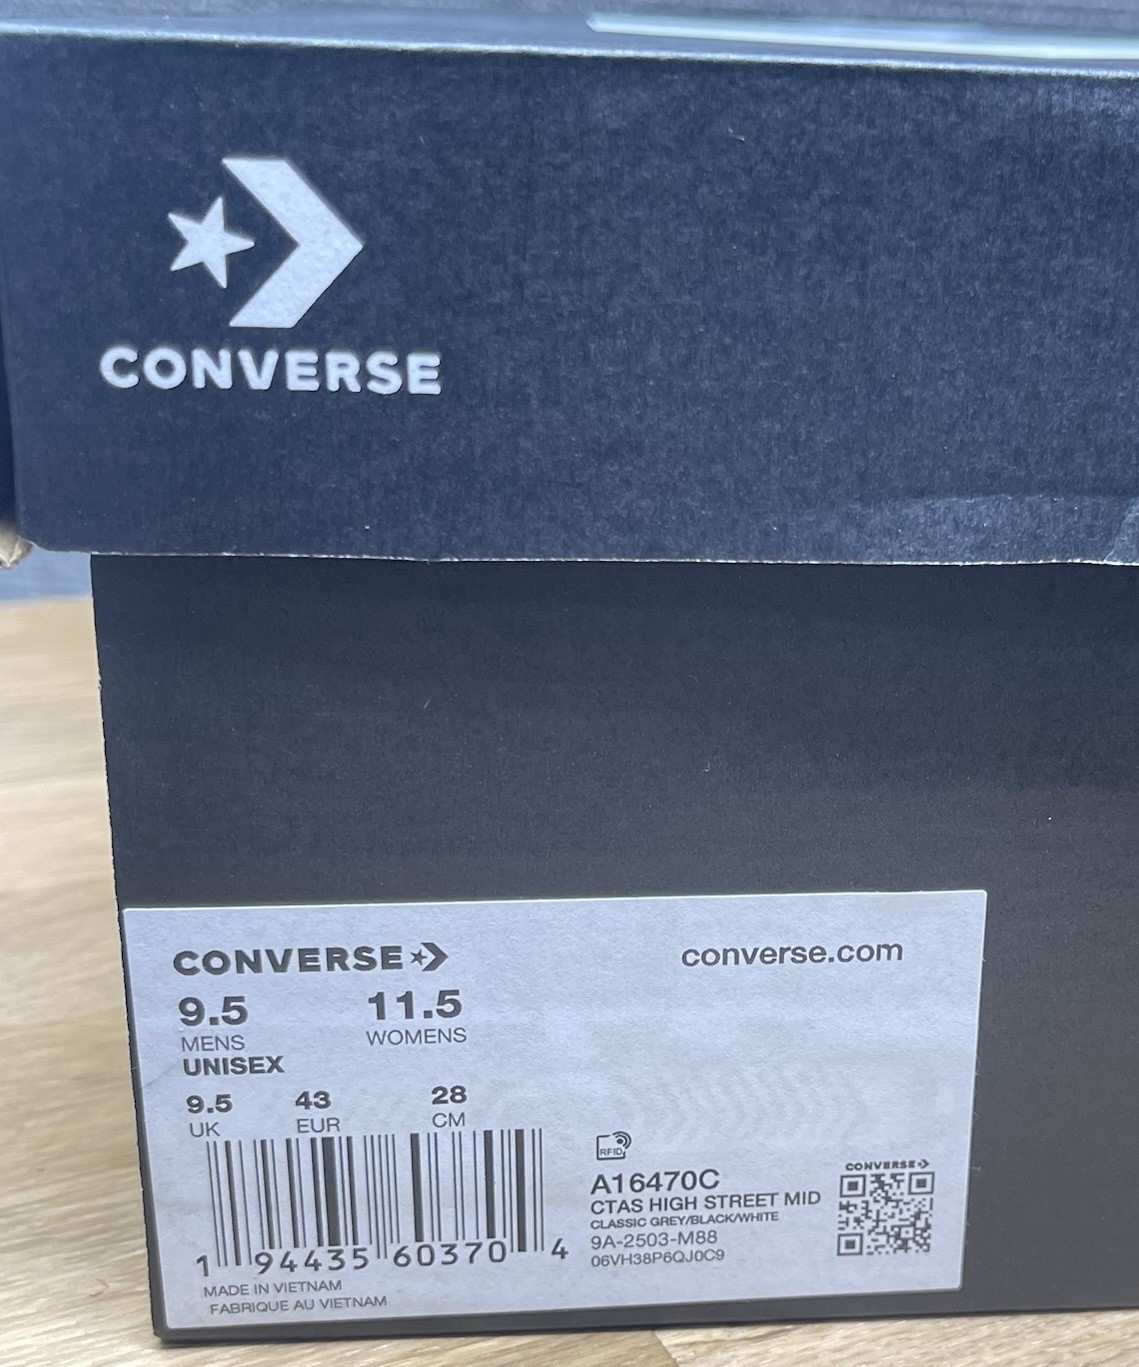 CONVERSE
CONVERSE
converse.com
9.5 11.5
MENS WOMENS
UNISEX
9.5 43 28
UK EUR CM
RFID
A16470C
CTAS HIGH STREET MID
CLASSIC GREY/BLACK/WHITE
9A-2503-M88
06VH38P6QJ0C9
CONVERSE
1 94435 60370 4
MADE IN VIETNAM
FABRIQUE AU VIETNAM